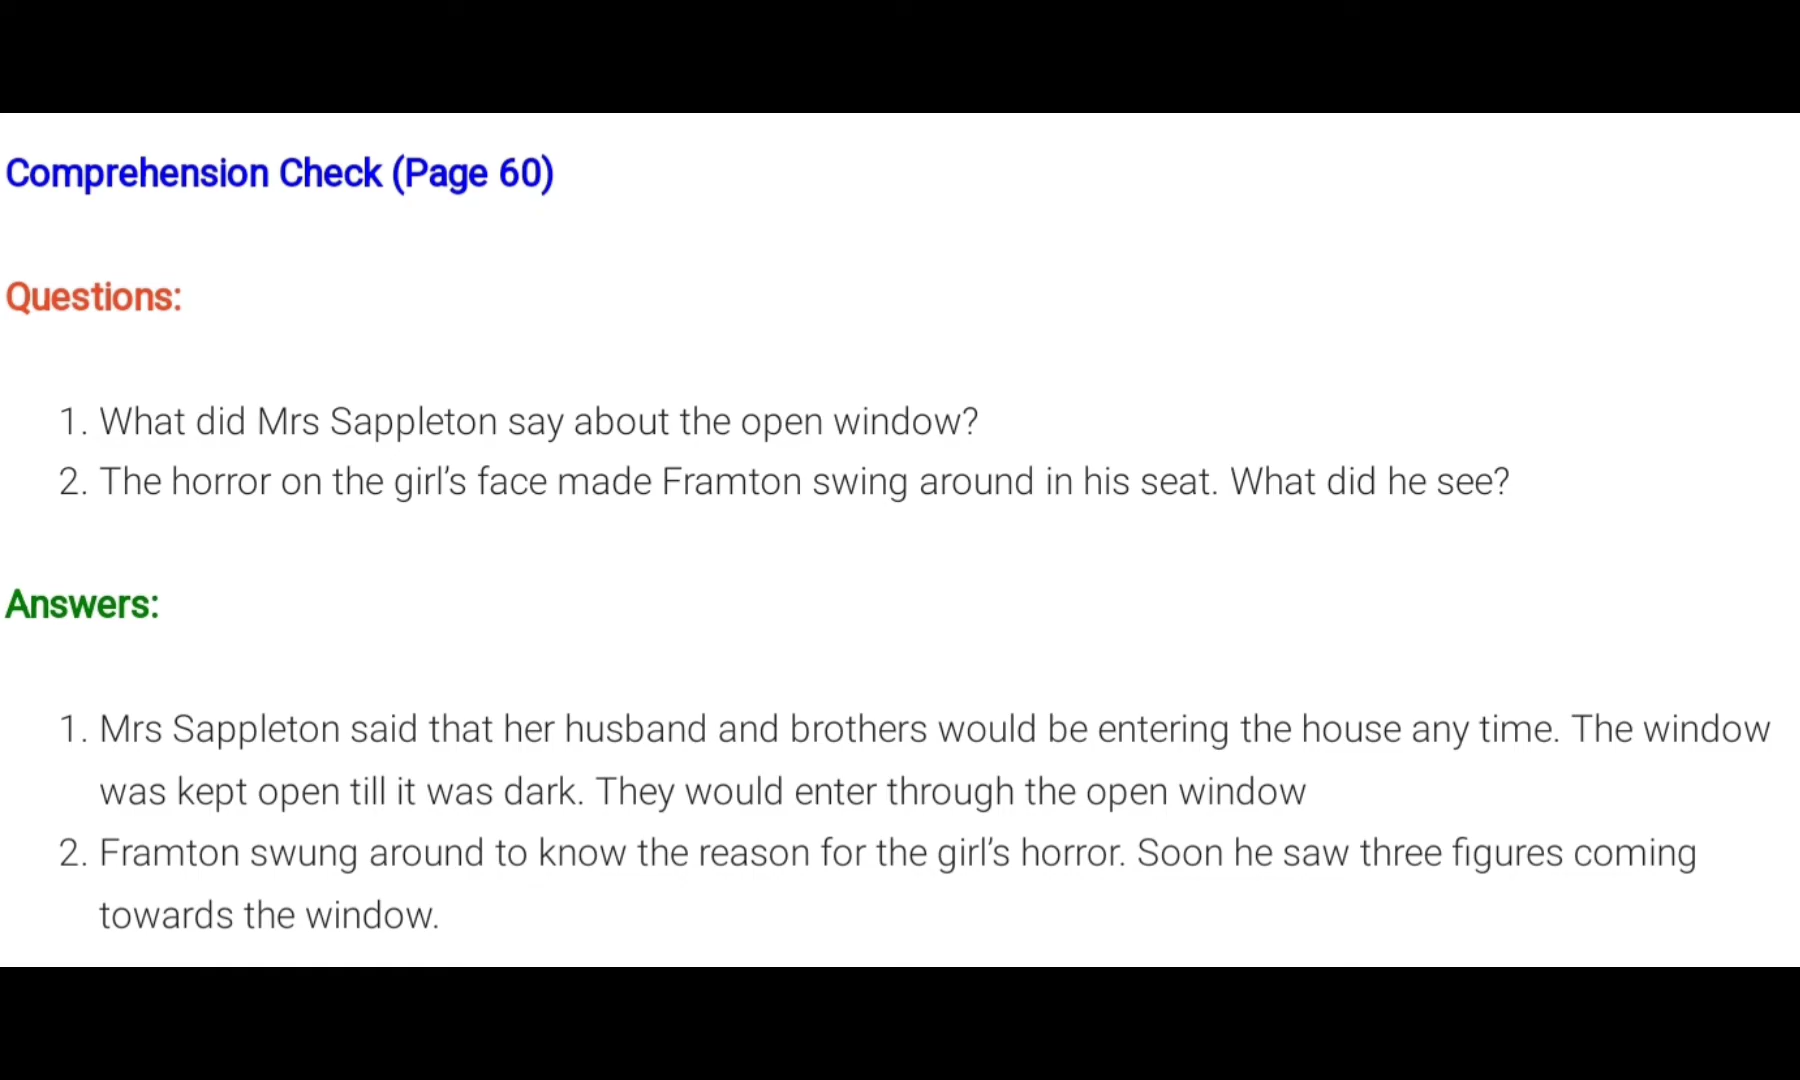 Comprehension Check (Page 60)
Questions:
1. What did Mrs Sappleton say about the open window?
2. The horror on the girl's face made Framton swing around in his seat. What did he see?
Answers:
1. Mrs Sappleton said that her husband and brothers would be entering the house any time. The window
was kept open till it was dark. They would enter through the open window
2. Framton swung around to know the reason for the girl's horror. Soon he saw three figures coming
towards the window.